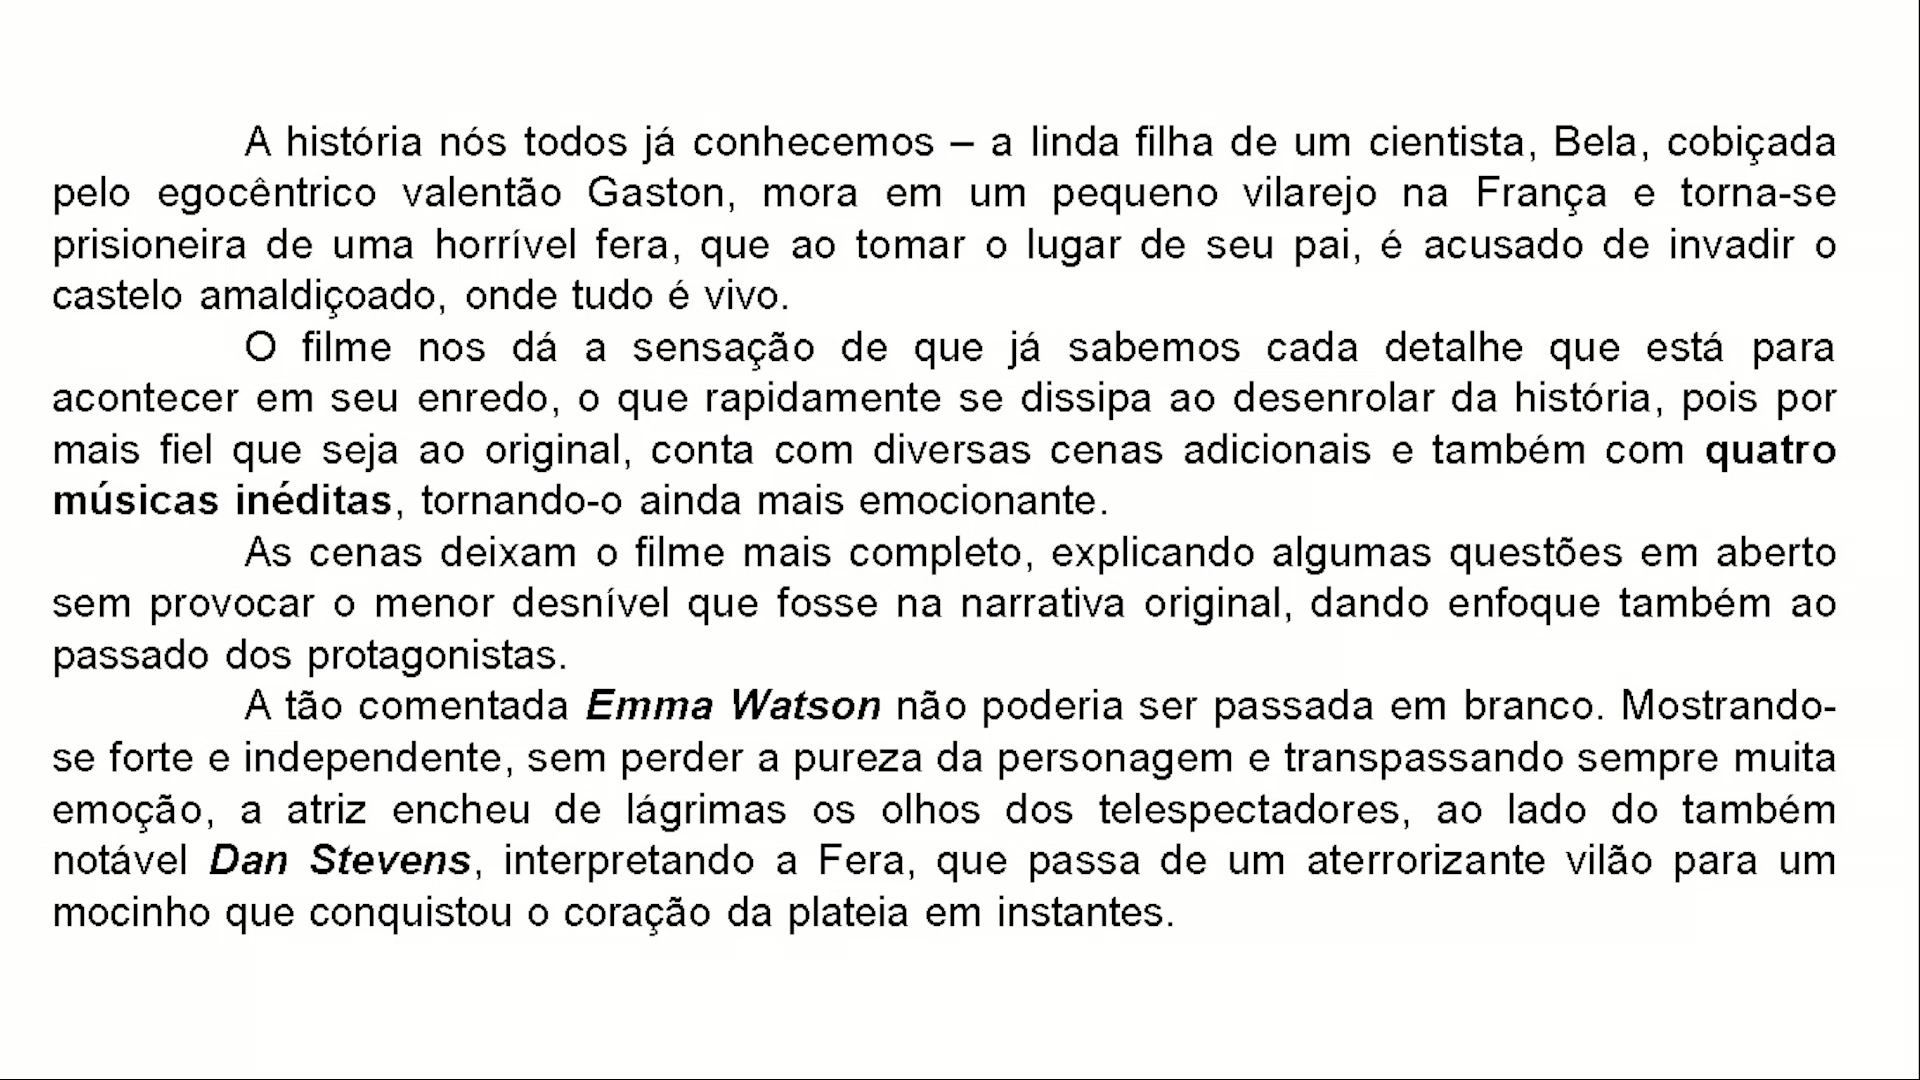 A história nós todos já conhecemos – a linda filha de um cientista, Bela, cobiçada
pelo egocêntrico valentão Gaston, mora em um pequeno vilarejo na França e torna-se
prisioneira de uma horrível fera, que ao tomar o lugar de seu pai, é acusado de invadir o
castelo amaldiçoado, onde tudo é vivo.
O filme nos dá a sensação de que já sabemos cada detalhe que está para
acontecer em seu enredo, o que rapidamente se dissipa ao desenrolar da história, pois por
mais fiel que seja ao original, conta com diversas cenas adicionais e também com quatro
músicas inéditas, tornando-o ainda mais emocionante.
As cenas deixam o filme mais completo, explicando algumas questões em aberto
sem provocar o menor desnível que fosse na narrativa original, dando enfoque também ao
passado dos protagonistas.
A tão comentada Emma Watson não poderia ser passada em branco. Mostrando-
se forte e independente, sem perder a pureza da personagem e transpassando sempre muita
emoção, a atriz encheu de lágrimas os olhos dos telespectadores, ao lado do também
notável Dan Stevens, interpretando a Fera, que passa de um aterrorizante vilão para um
mocinho que conquistou o coração da plateia em instantes.